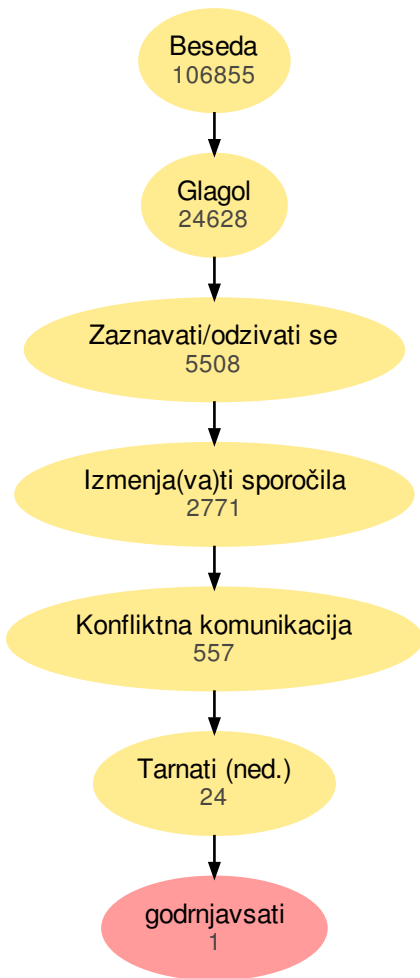 Beseda
106855
Glagol
24628
Zaznavati/odzivati se
5508
Izmenja(va)ti sporočila
2771
Konfliktna komunikacija
557
Tarnati (ned.)
24
godrnjavsati
1